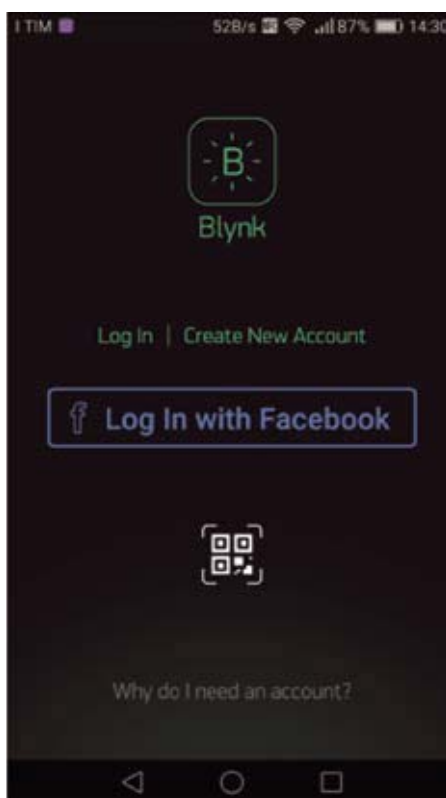 I TIM 52B/s 87% 14:30
B
Blynk
Log In | Create New Account
f Log In with Facebook
Why do I need an account?